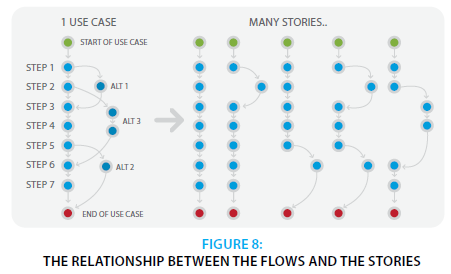 1 USE CASE
MANY STORIES..
START OF USE CASE
STEP 1
STEP 2
ALT 1
STEP 3
ALT 3
STEP 4
STEP 5
STEP 6
ALT 2
STEP 7
END OF USE CASE
FIGURE 8:
THE RELATIONSHIP BETWEEN THE FLOWS AND THE STORIES